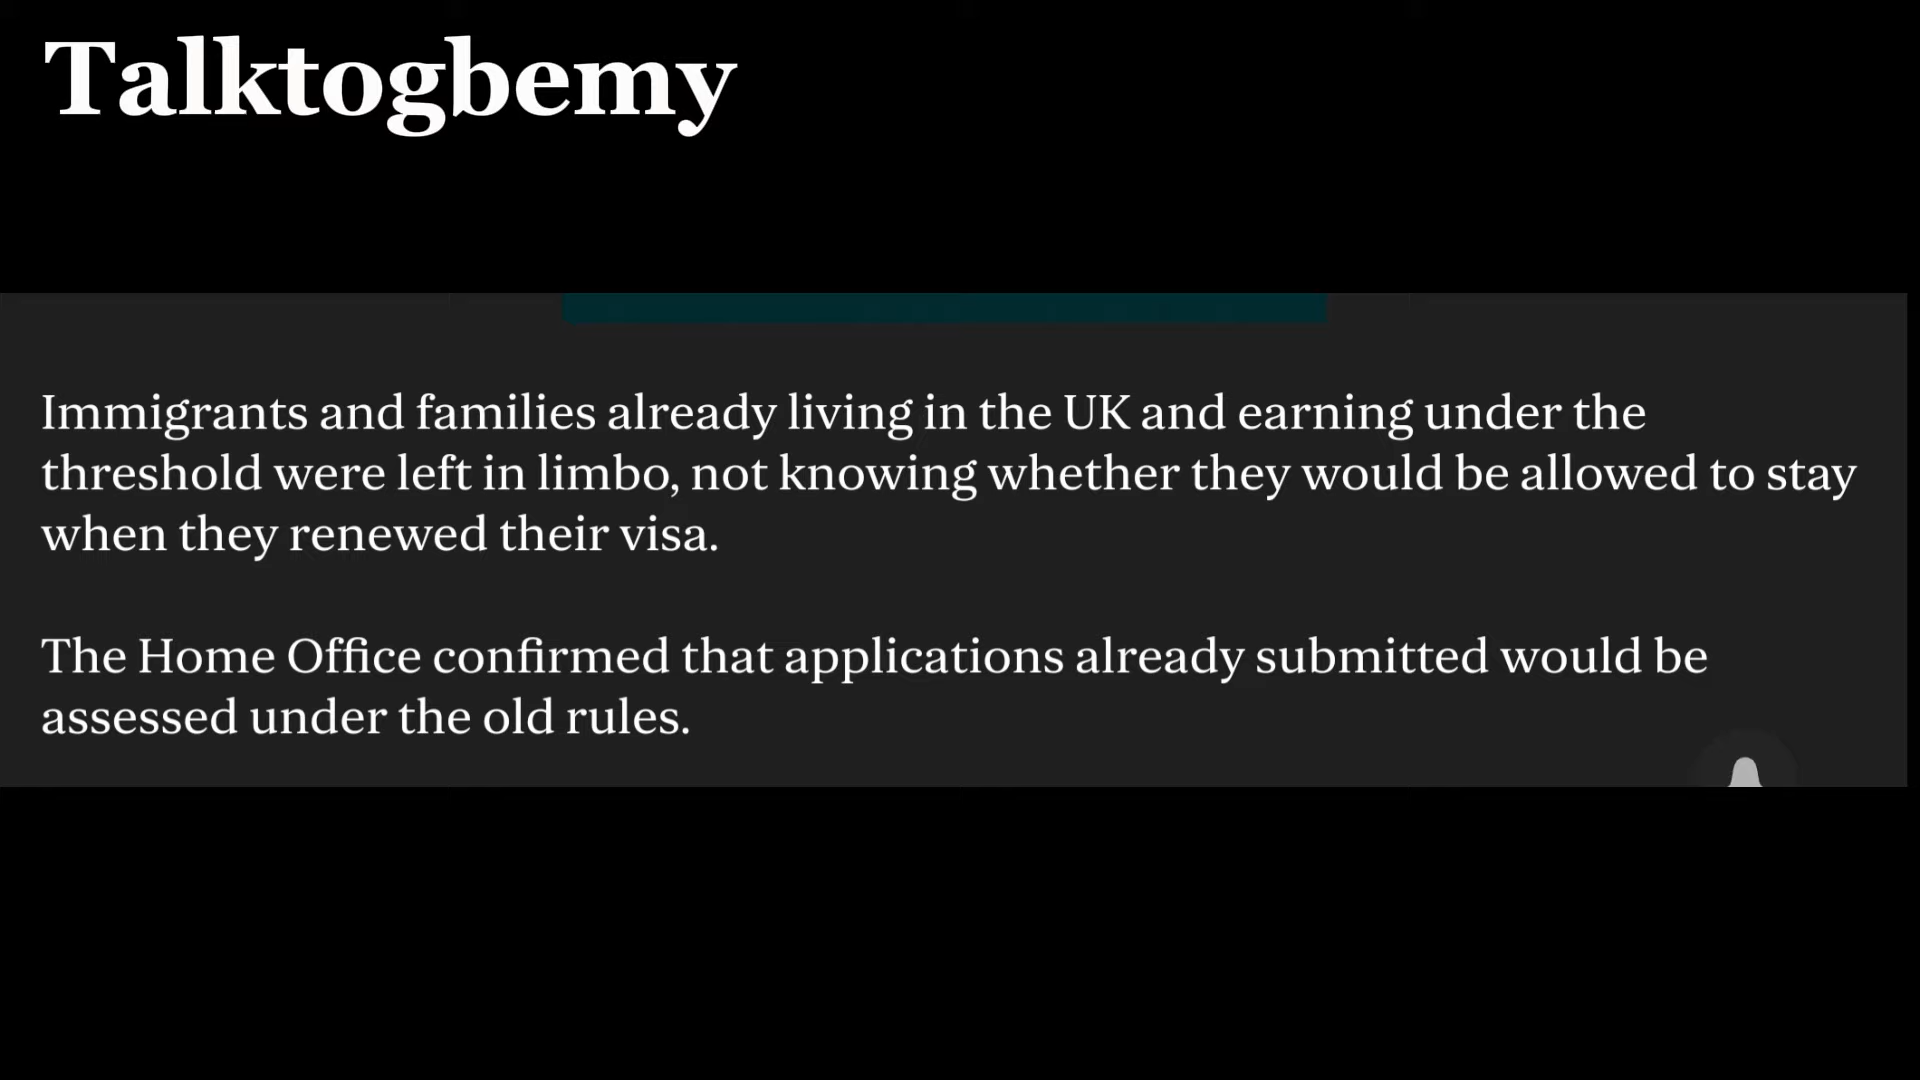 Talktogbemy
Immigrants and families already living in the UK and earning under the
threshold were left in limbo, not knowing whether they would be allowed to stay
when they renewed their visa.
The Home Office confirmed that applications already submitted would be
assessed under the old rules.